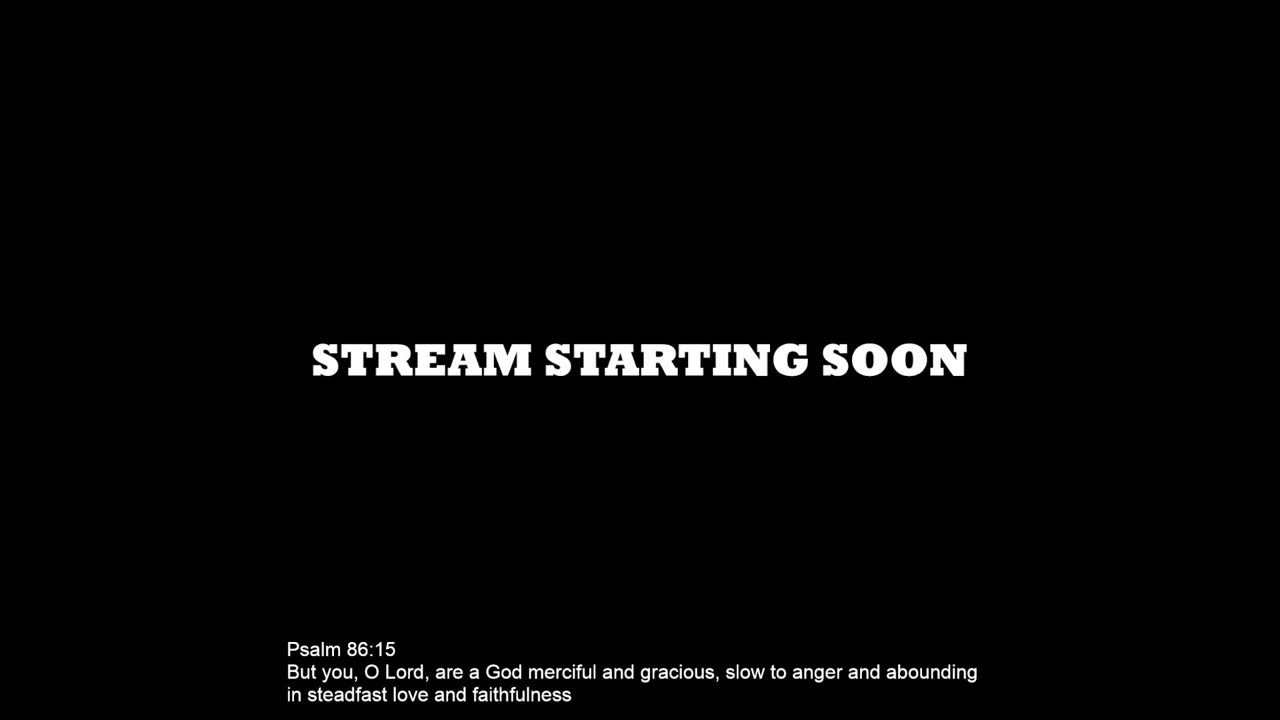 STREAM STARTING SOON
Psalm 86:15
But you, O Lord, are a God merciful and gracious, slow to anger and abounding
in steadfast love and faithfulness